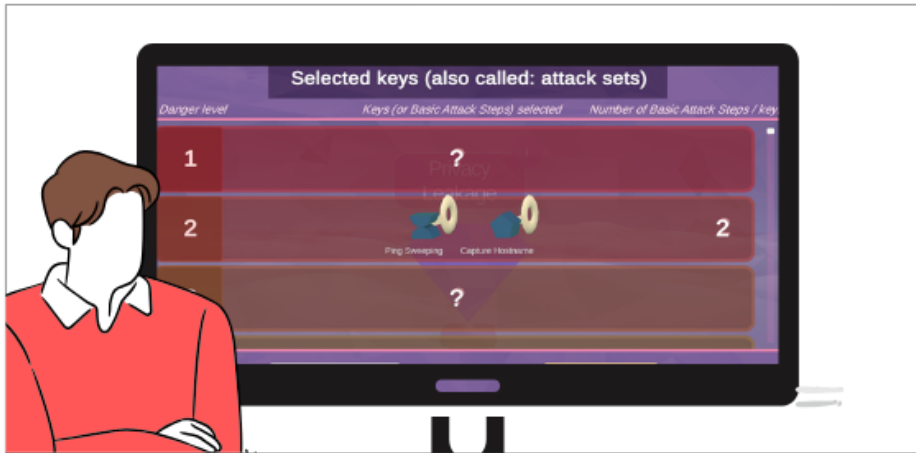 Selected keys (also called: attack sets)
Danger level Keys (or Basic Attack Steps) selected Number of Basic Attack Steps / key
1 ?
Privacy
Leakage
2 2
Ping Sweeping Capture Hostname
?